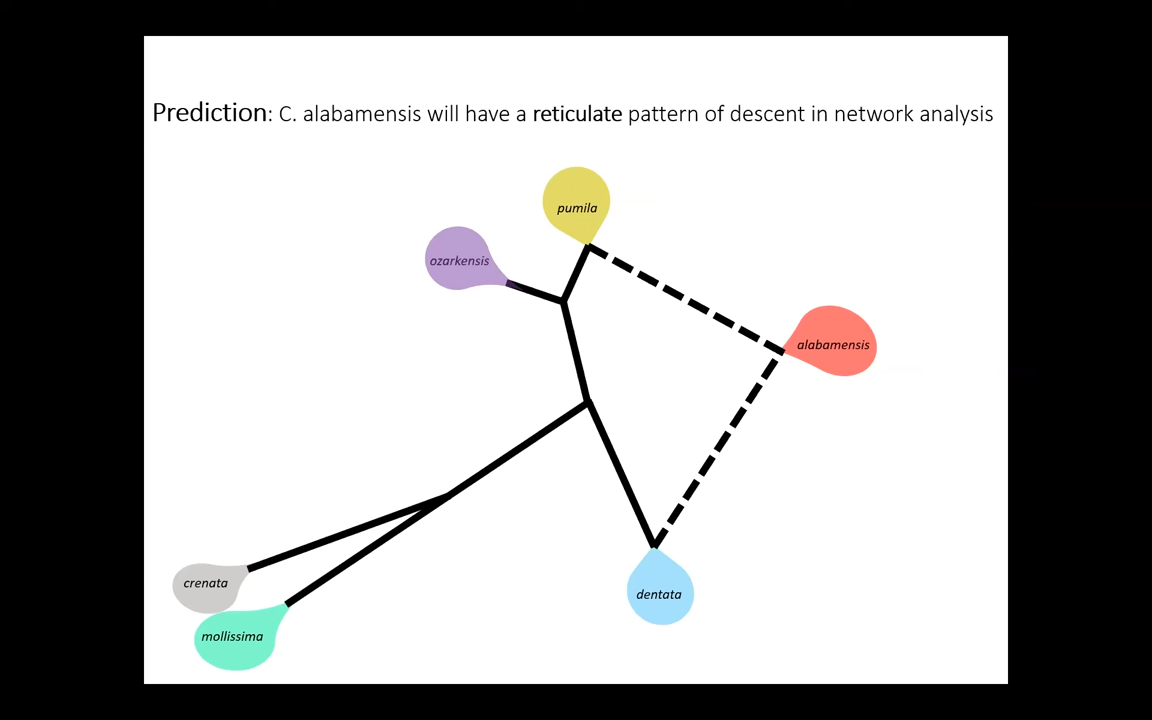 Prediction: C. alabamensis will have a reticulate pattern of descent in network analysis
pumila
ozarkensis
alabamensis
crenata
dentata
mollissima